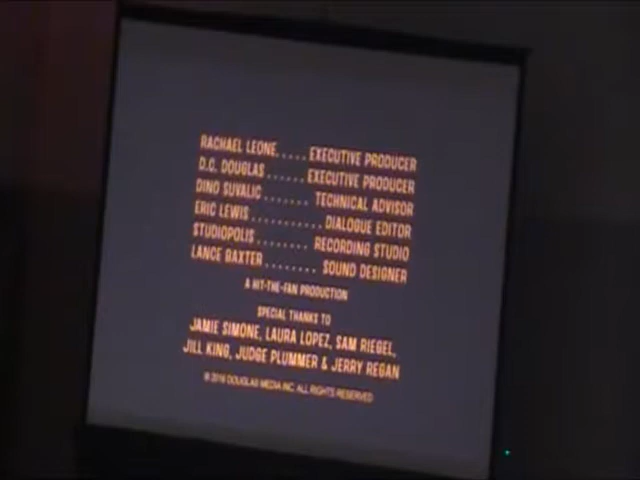 RACHAEL LEONE..... EXECUTIVE PRODUCER
D.C. DOUGLAS ...... EXECUTIVE PRODUCER
DINO SUVALIC ....... TECHNICAL ADVISOR
ERIC LEWIS .......... DIALOGUE EDITOR
STUDIOPOLIS ........ RECORDING STUDIO
LANCE BAXTER ........ SOUND DESIGNER
A HIT-THE-FAN PRODUCTION
SPECIAL THANKS TO
JAMIE SIMONE, LAURA LOPEZ, SAM RIEGEL,
JILL KING, JUDGE PLUMMER & JERRY REGAN
© 2016 DOUGLAS MEDIA INC. ALL RIGHTS RESERVED